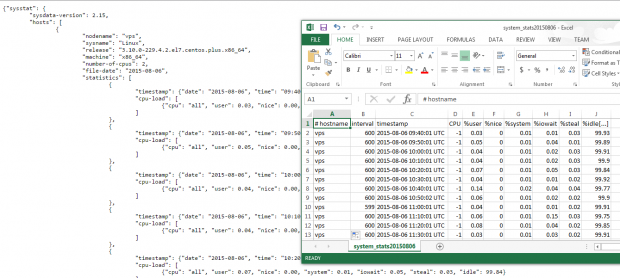 {"sysstat": {
"sysdata-version": 2.15,
"hosts": [
{
"nodename": "vps",
"sysname": "Linux",
"release": "3.10.0-229.4.2.el7.centos.plus.x86_64",
"machine": "x86_64",
"number-of-cpus": 2,
"file-date": "2015-08-06",
"statistics": [
{
"timestamp": {"date": "2015-08-06", "time": "09:40
"cpu-load": [
{"cpu": "all", "user": 0.03, "nice": 0.00,
]
},
{
"timestamp": {"date": "2015-08-06", "time": "09:50
"cpu-load": [
{"cpu": "all", "user": 0.05, "nice": 0.00,
]
},
{
"timestamp": {"date": "2015-08-06", "time": "10:00
"cpu-load": [
{"cpu": "all", "user": 0.04, "nice": 0.00,
]
},
{
"timestamp": {"date": "2015-08-06", "time": "10:10
"cpu-load": [
{"cpu": "all", "user": 0.04, "nice": 0.00,
]
},
{
"timestamp": {"date": "2015-08-06", "time": "10:20
"cpu-load": [
{"cpu": "all", "user": 0.07, "nice": 0.00, "system": 0.01, "iowait": 0.05, "steal": 0.03, "idle": 99.84}
system_stats20150806 - Excel
FILE HOME INSERT PAGE LAYOUT FORMULAS DATA REVIEW VIEW TEAM
Paste
Calibri 11 General
Conditional
Format as T
Cell Styles
Clipboard Font Alignment Number Styles
A1 fx # hostname
A B C D E F G H I J
1 # hostname interval timestamp CPU %user %nice %system %iowait %steal %idle[...]
2 vps 600 2015-08-06 09:40:01 UTC -1 0.03 0 0.01 0.01 0.03 99.93
3 vps 600 2015-08-06 09:50:01 UTC -1 0.05 0 0.01 0.04 0.01 99.89
4 vps 600 2015-08-06 10:00:01 UTC -1 0.04 0 0.01 0.02 0.03 99.91
5 vps 600 2015-08-06 10:10:01 UTC -1 0.04 0 0.01 0.02 0.03 99.9
6 vps 600 2015-08-06 10:20:01 UTC -1 0.07 0 0.01 0.05 0.03 99.84
7 vps 600 2015-08-06 10:30:01 UTC -1 0.04 0 0.01 0.01 0.02 99.92
8 vps 600 2015-08-06 10:40:01 UTC -1 0.14 0 0.02 0.04 0.04 99.77
9 vps 600 2015-08-06 10:50:02 UTC -1 0.06 0 0.01 0.02 0.02 99.9
10 vps 599 2015-08-06 11:00:01 UTC -1 0.04 0 0.01 0.01 0.02 99.91
11 vps 600 2015-08-06 11:10:01 UTC -1 0.06 0 0.01 0.15 0.03 99.75
12 vps 600 2015-08-06 11:20:01 UTC -1 0.08 0 0.01 0.04 0.02 99.85
13 vps 600 2015-08-06 11:30:01 UTC -1 0.03 0 0.01 0.03 0.02 99.91
system_stats20150806
READY